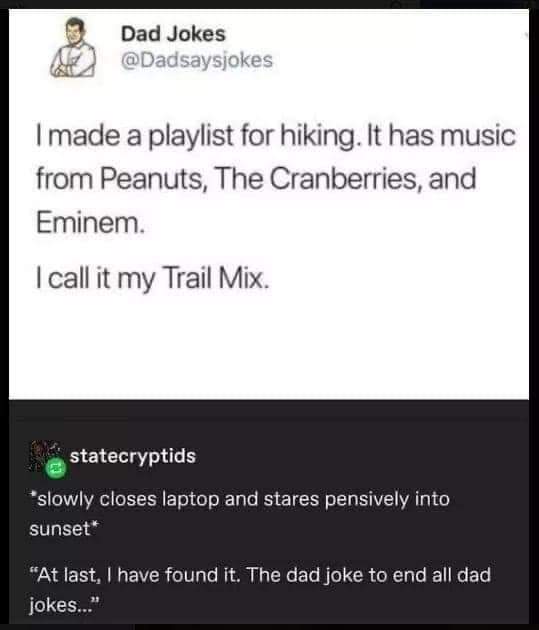 Dad Jokes
@Dadsaysjokes
I made a playlist for hiking. It has music
from Peanuts, The Cranberries, and
Eminem.
I call it my Trail Mix.
statecryptids
*slowly closes laptop and stares pensively into
sunset*
“At last, I have found it. The dad joke to end all dad
jokes...”